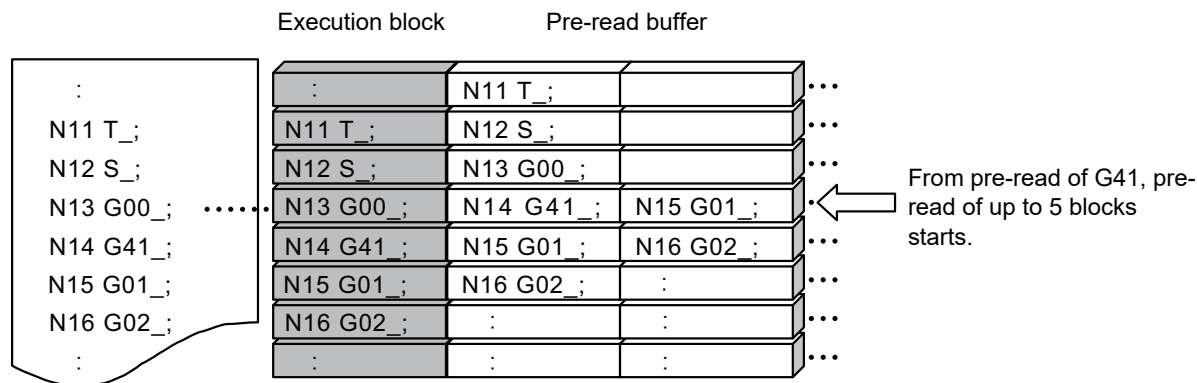 Execution block Pre-read buffer
:
N11 T_;
N12 S_;
N13 G00_;
N14 G41_;
N15 G01_;
N16 G02_;
:
: N11 T_;
N11 T_; N12 S_;
N12 S_; N13 G00_;
N13 G00_; N14 G41_; N15 G01_;
N14 G41_; N15 G01_; N16 G02_;
N15 G01_; N16 G02_; :
N16 G02_; : :
: : :
From pre-read of G41, pre-
read of up to 5 blocks
starts.